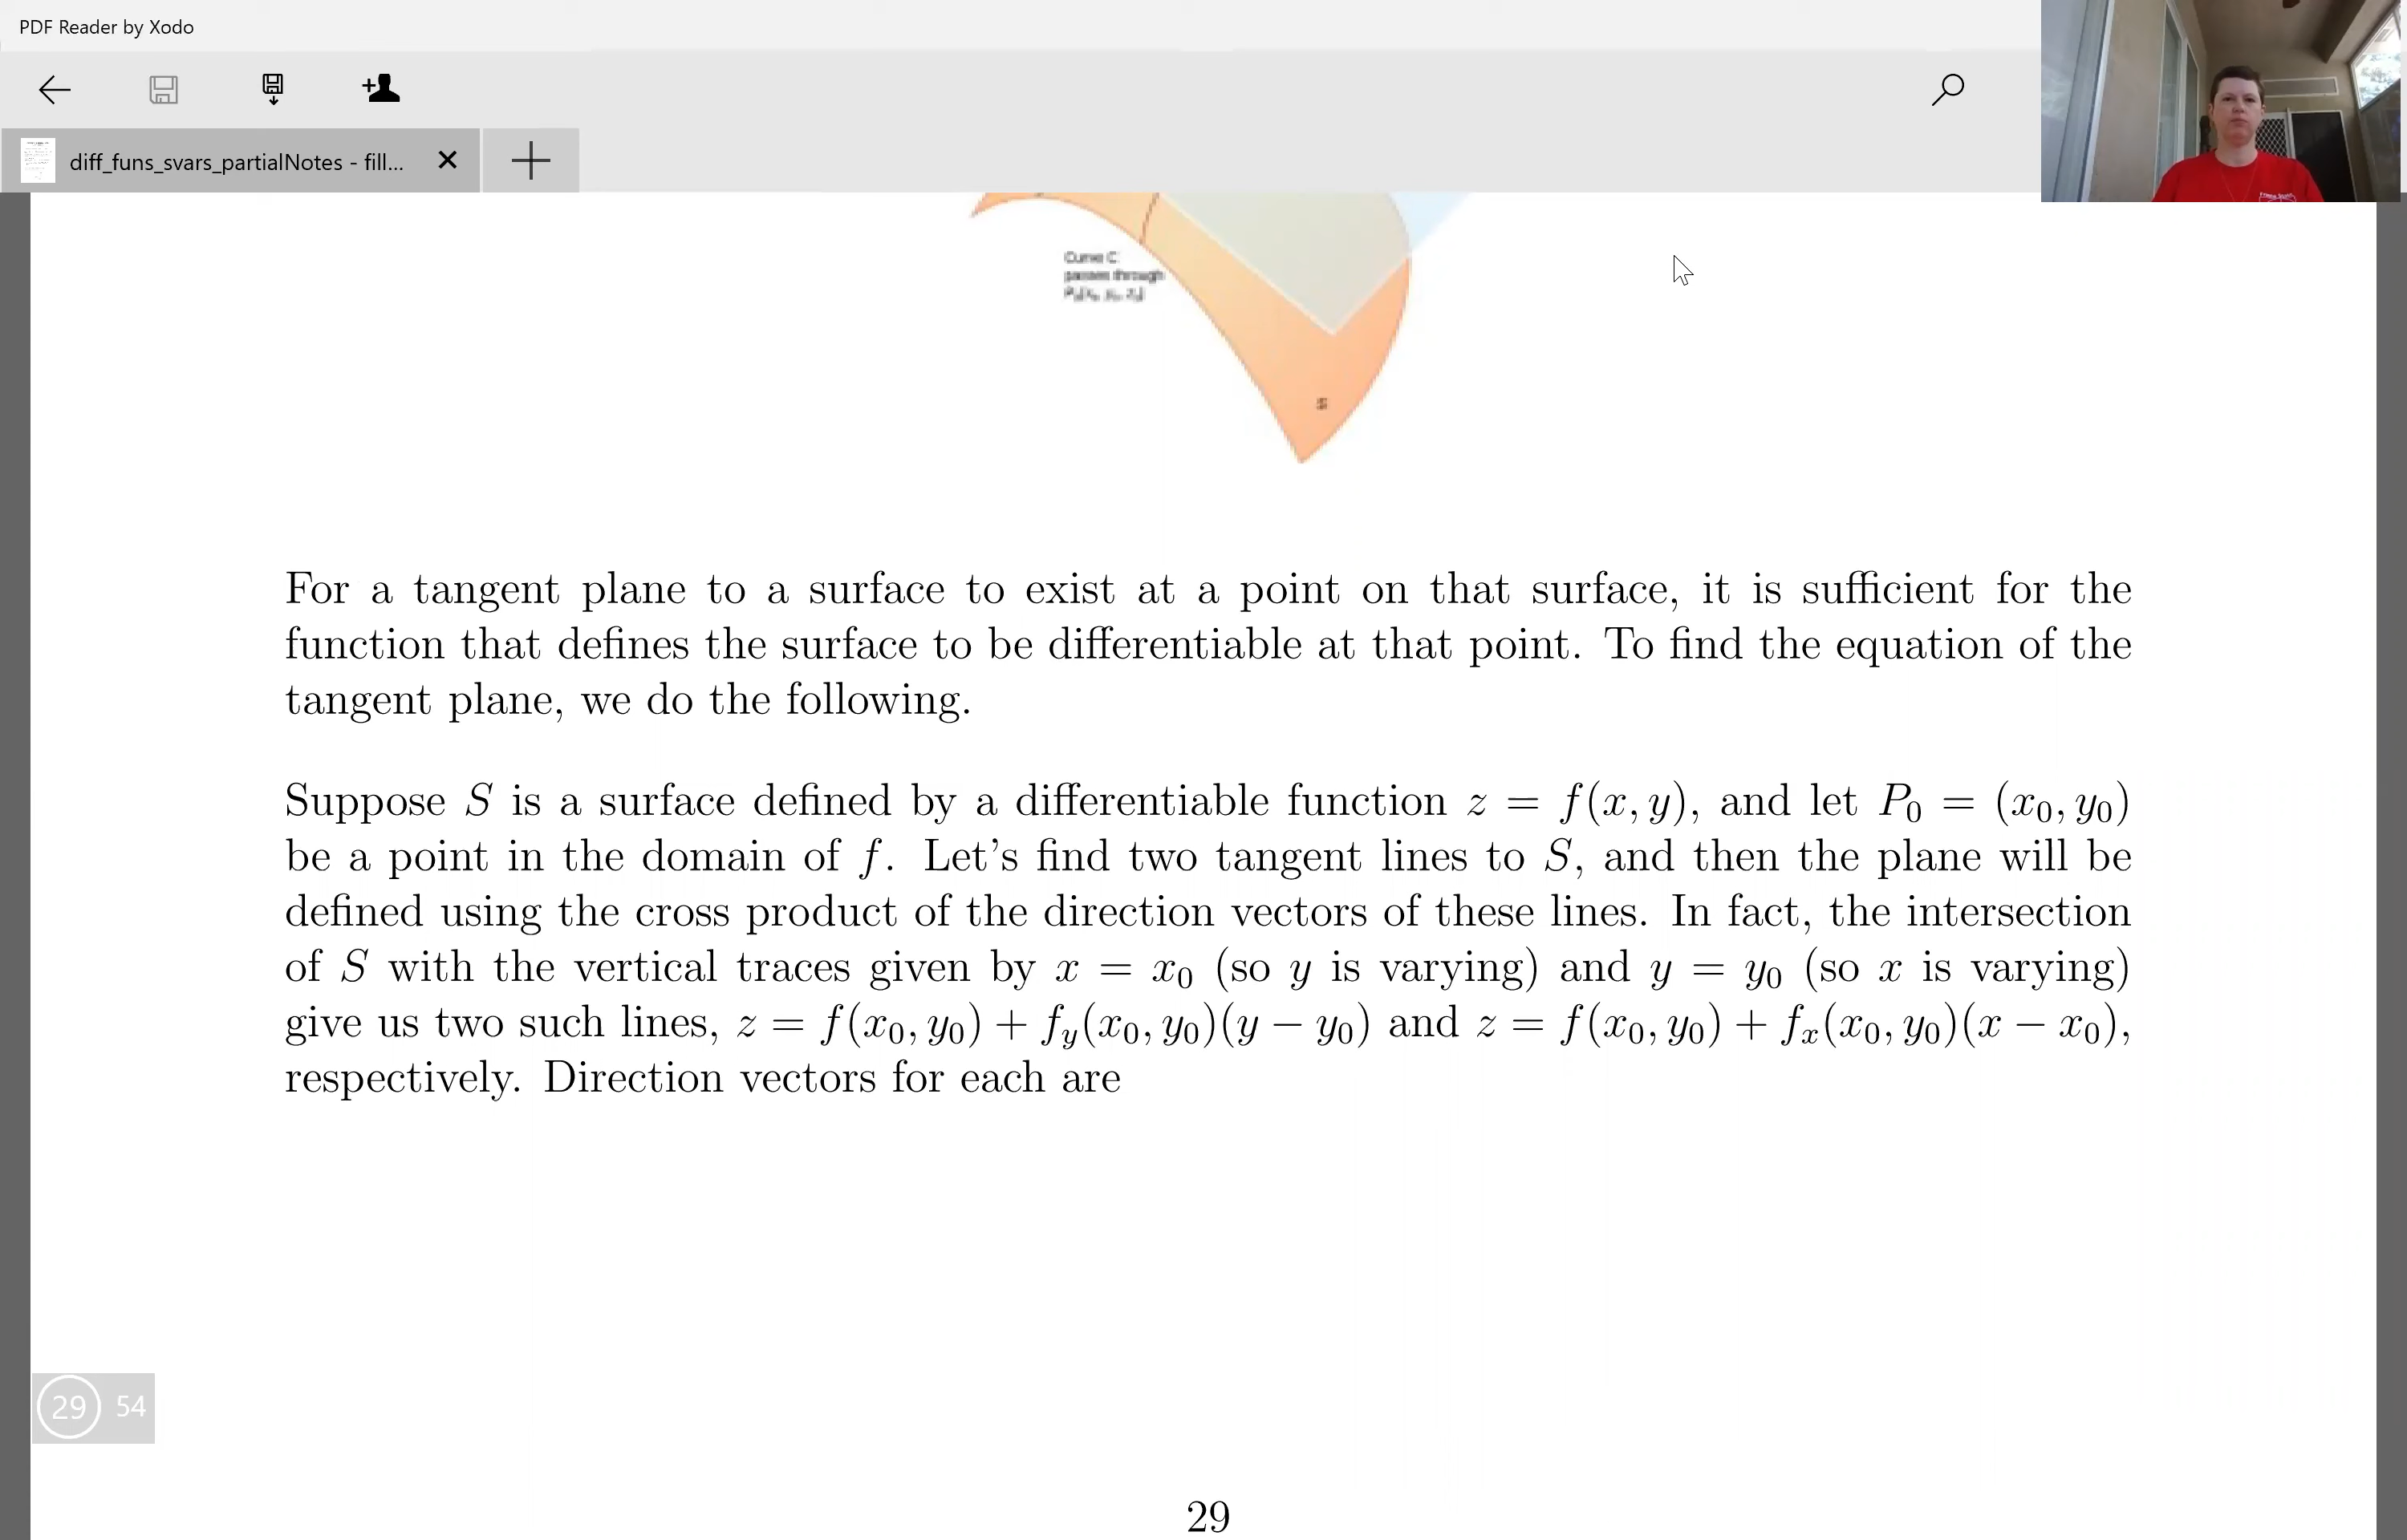 PDF Reader by Xodo
diff_funs_svars_partialNotes - fill...
Curve C
passes through
S
For a tangent plane to a surface to exist at a point on that surface, it is sufficient for the
function that defines the surface to be differentiable at that point. To find the equation of the
tangent plane, we do the following.
Suppose S is a surface defined by a differentiable function z = f(x, y), and let P₀ = (x₀, y₀)
be a point in the domain of f. Let's find two tangent lines to S, and then the plane will be
defined using the cross product of the direction vectors of these lines. In fact, the intersection
of S with the vertical traces given by x = x₀ (so y is varying) and y = y₀ (so x is varying)
give us two such lines, z = f(x₀, y₀) + f_y(x₀, y₀)(y − y₀) and z = f(x₀, y₀) + f_x(x₀, y₀)(x − x₀),
respectively. Direction vectors for each are
29 54
29